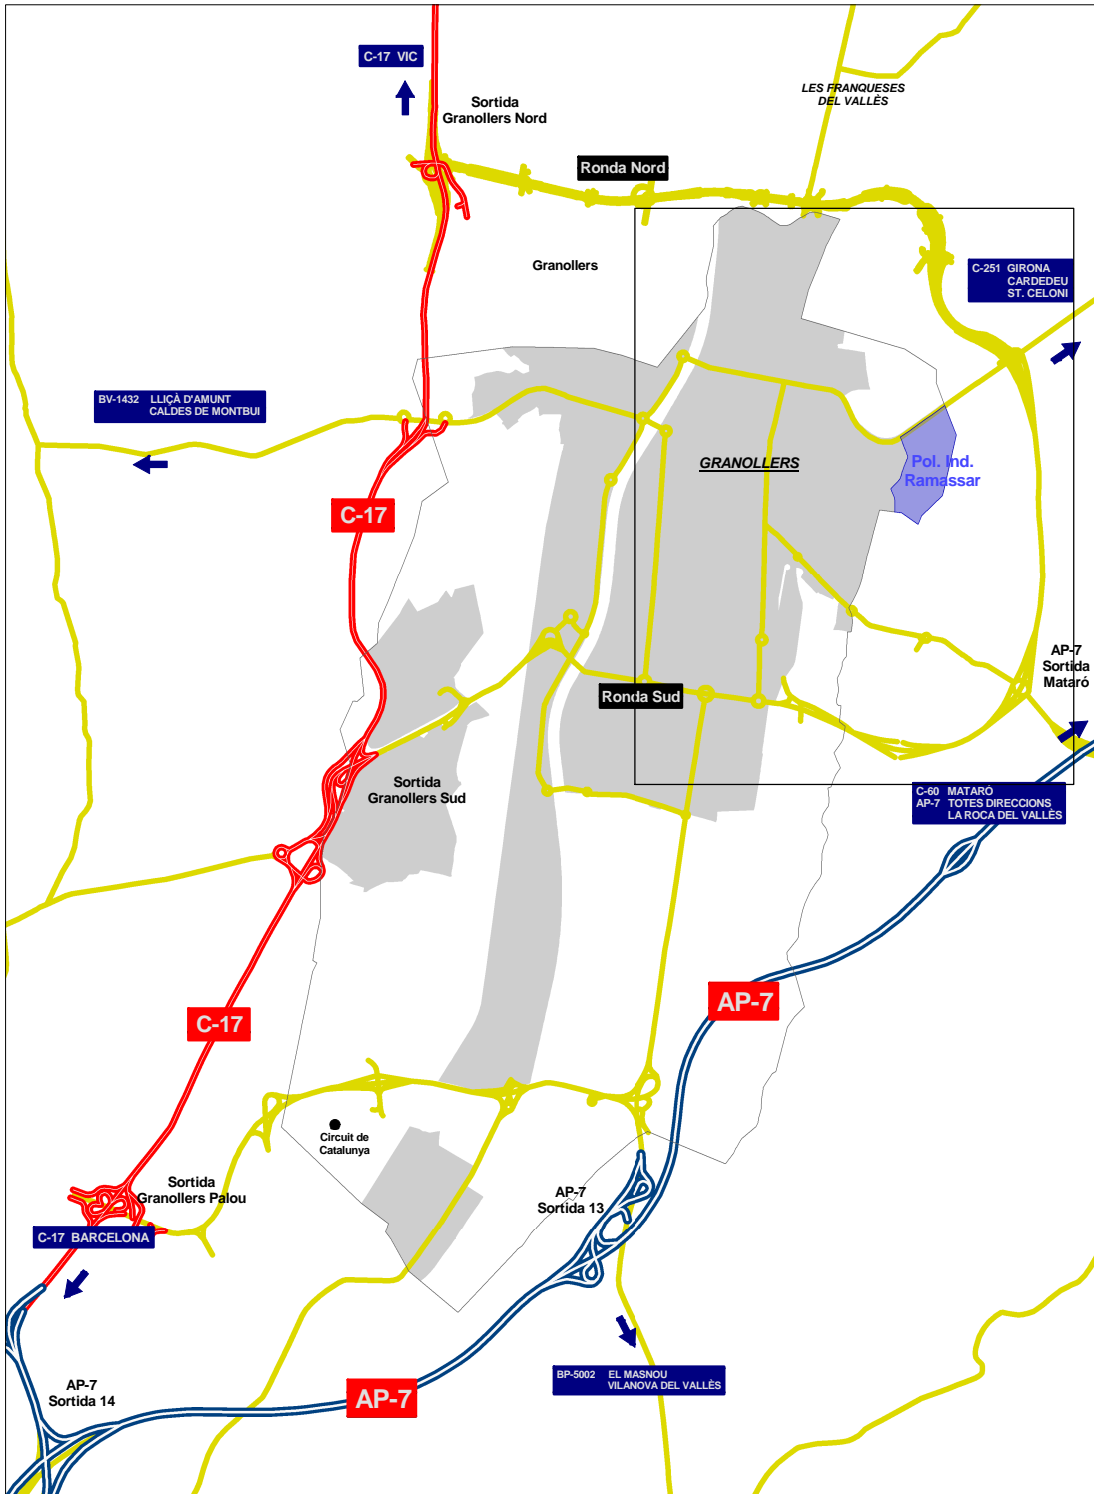 C-17 VIC
LES FRANQUESES
DEL VALLÈS
Sortida
Granollers Nord
Ronda Nord
Granollers
C-251 GIRONA
CARDEDEU
ST. CELONI
BV-1432 LLIÇÀ D'AMUNT
CALDES DE MONTBUI
GRANOLLERS
Pol. Ind.
Ramassar
C-17
AP-7
Sortida
Mataró
Ronda Sud
Sortida
Granollers Sud
C-60 MATARÓ
AP-7 TOTES DIRECCIONS
LA ROCA DEL VALLÈS
AP-7
C-17
Circuit de
Catalunya
Sortida
Granollers Palou
AP-7
Sortida 13
C-17 BARCELONA
BP-5002 EL MASNOU
VILANOVA DEL VALLÈS
AP-7
Sortida 14
AP-7